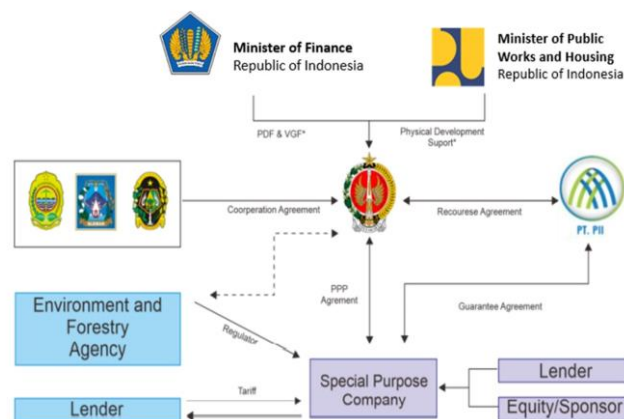 Minister of Finance
Republic of Indonesia
Minister of Public
Works and Housing
Republic of Indonesia
PDF & VGF*
Physical Development
Suport*
Cooperation Agreement
Recourese Agreement
PT. PII
PPP
Agrement
Guarantee Agreement
Environment and
Forestry
Agency
Regulator
Special Purpose
Company
Lender
Equity/Sponsor
Tariff
Lender